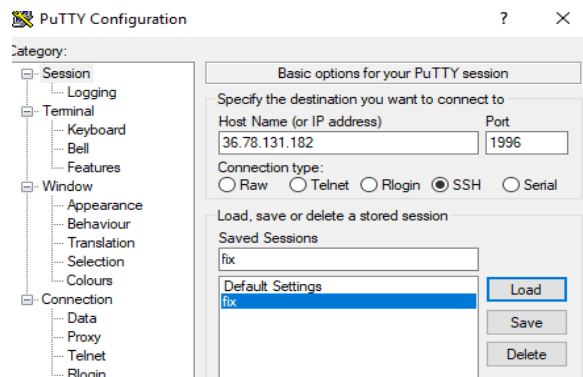 PuTTY Configuration
? ×
Category:
Session
Logging
Terminal
Keyboard
Bell
Features
Window
Appearance
Behaviour
Translation
Selection
Colours
Connection
Data
Proxy
Telnet
Rlogin
Basic options for your PuTTY session
Specify the destination you want to connect to
Host Name (or IP address) Port
36.78.131.182 1996
Connection type:
Raw Telnet Rlogin SSH Serial
Load, save or delete a stored session
Saved Sessions
fix
Default Settings
fix
Load
Save
Delete